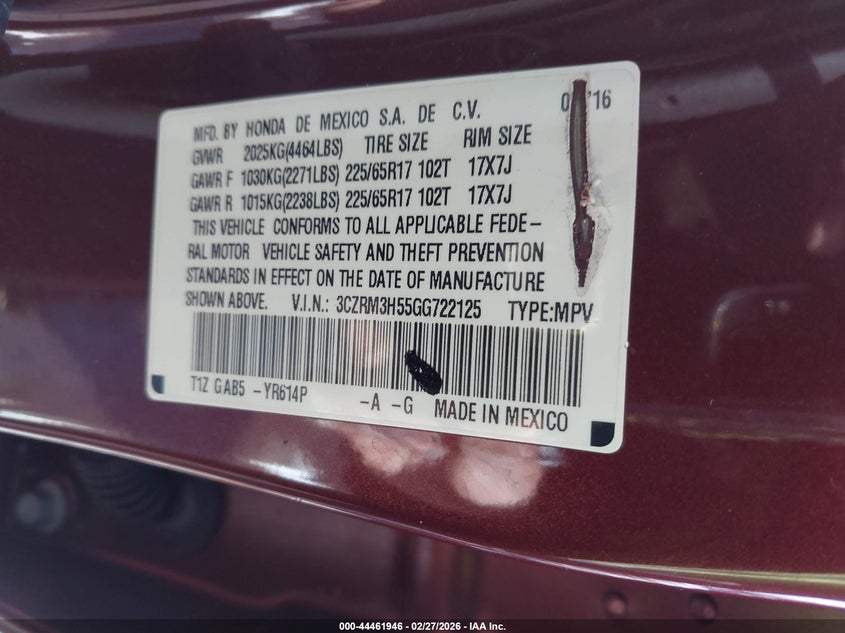 MFD. BY HONDA DE MEXICO S.A. DE C.V. '16
GVWR 2025KG(4464LBS) TIRE SIZE RIM SIZE
GAWR F 1030KG(2271LBS) 225/65R17 102T 17X7J
GAWR R 1015KG(2238LBS) 225/65R17 102T 17X7J
THIS VEHICLE CONFORMS TO ALL APPLICABLE FEDE-
RAL MOTOR VEHICLE SAFETY AND THEFT PREVENTION
STANDARDS IN EFFECT ON THE DATE OF MANUFACTURE
SHOWN ABOVE. V.I.N.: 3CZRM3H55GG722125 TYPE:MPV
T1Z GAB5 -YR614P -A -G MADE IN MEXICO
000-44461946 - 02/27/2026 - IAA Inc.